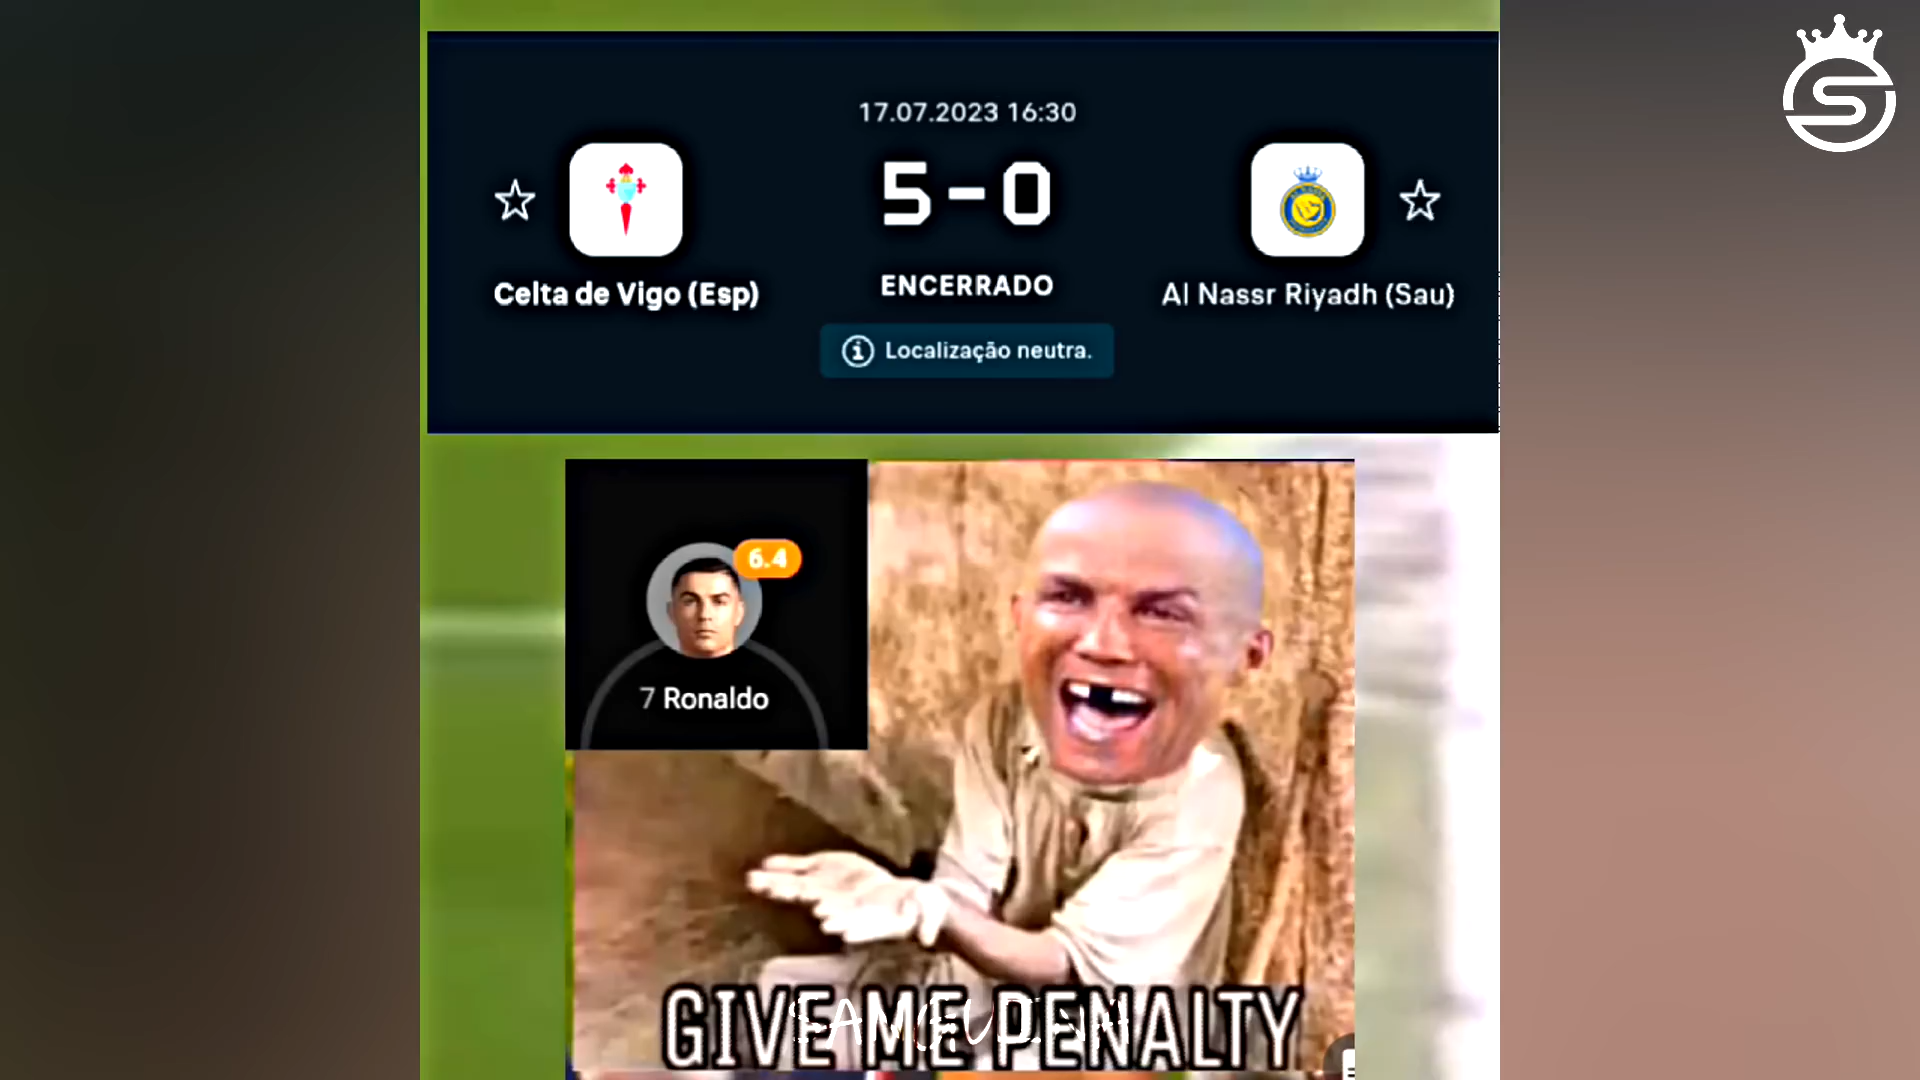 17.07.2023 16:30
5-0
ENCERRADO
Celta de Vigo (Esp)
Al Nassr Riyadh (Sau)
Localização neutra.
6.4
7 Ronaldo
GIVE ME PENALTY